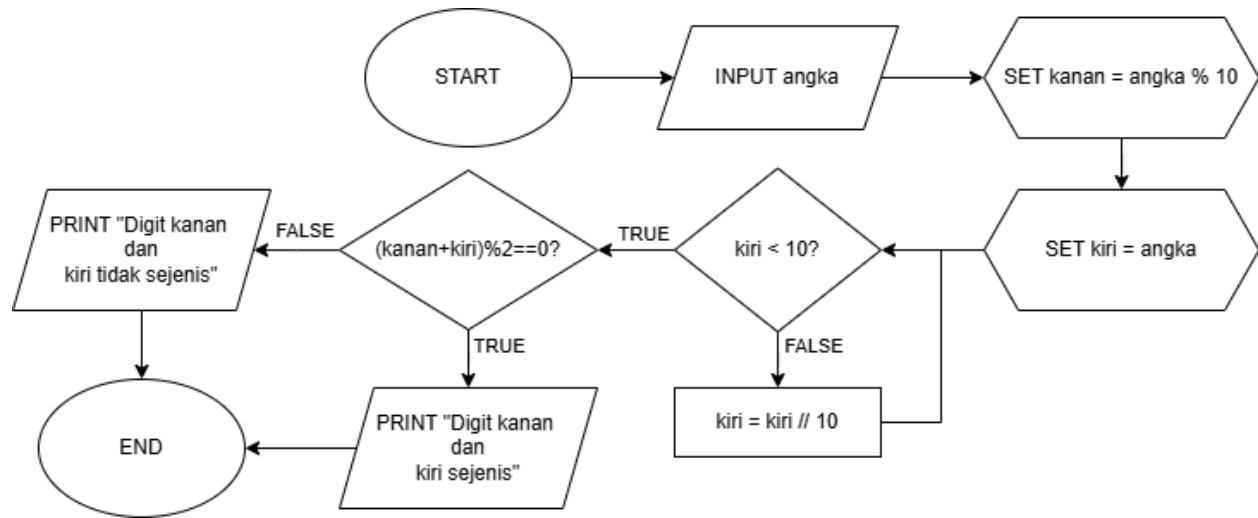 START
INPUT angka
SET kanan = angka % 10
SET kiri = angka
kiri < 10?
FALSE
kiri = kiri // 10
TRUE
(kanan+kiri)%2==0?
FALSE
PRINT "Digit kanan
dan
kiri tidak sejenis"
TRUE
PRINT "Digit kanan
dan
kiri sejenis"
END